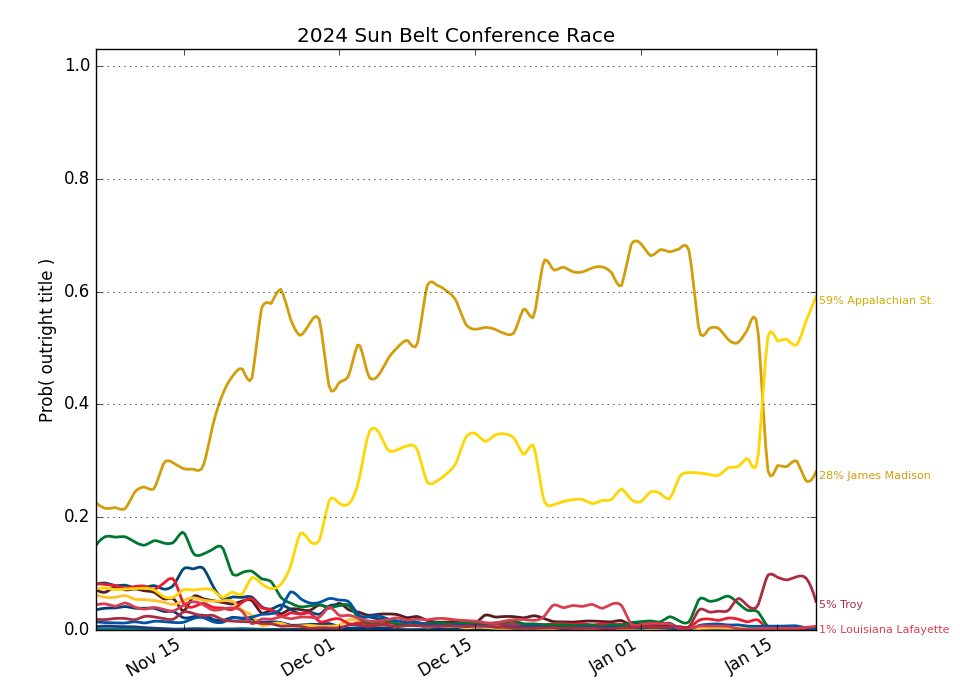 2024 Sun Belt Conference Race
1.0
0.8
0.6
0.4
0.2
0.0
Prob( outright title )
Nov 15
Dec 01
Dec 15
Jan 01
Jan 15
59% Appalachian St.
28% James Madison
5% Troy
1% Louisiana Lafayette